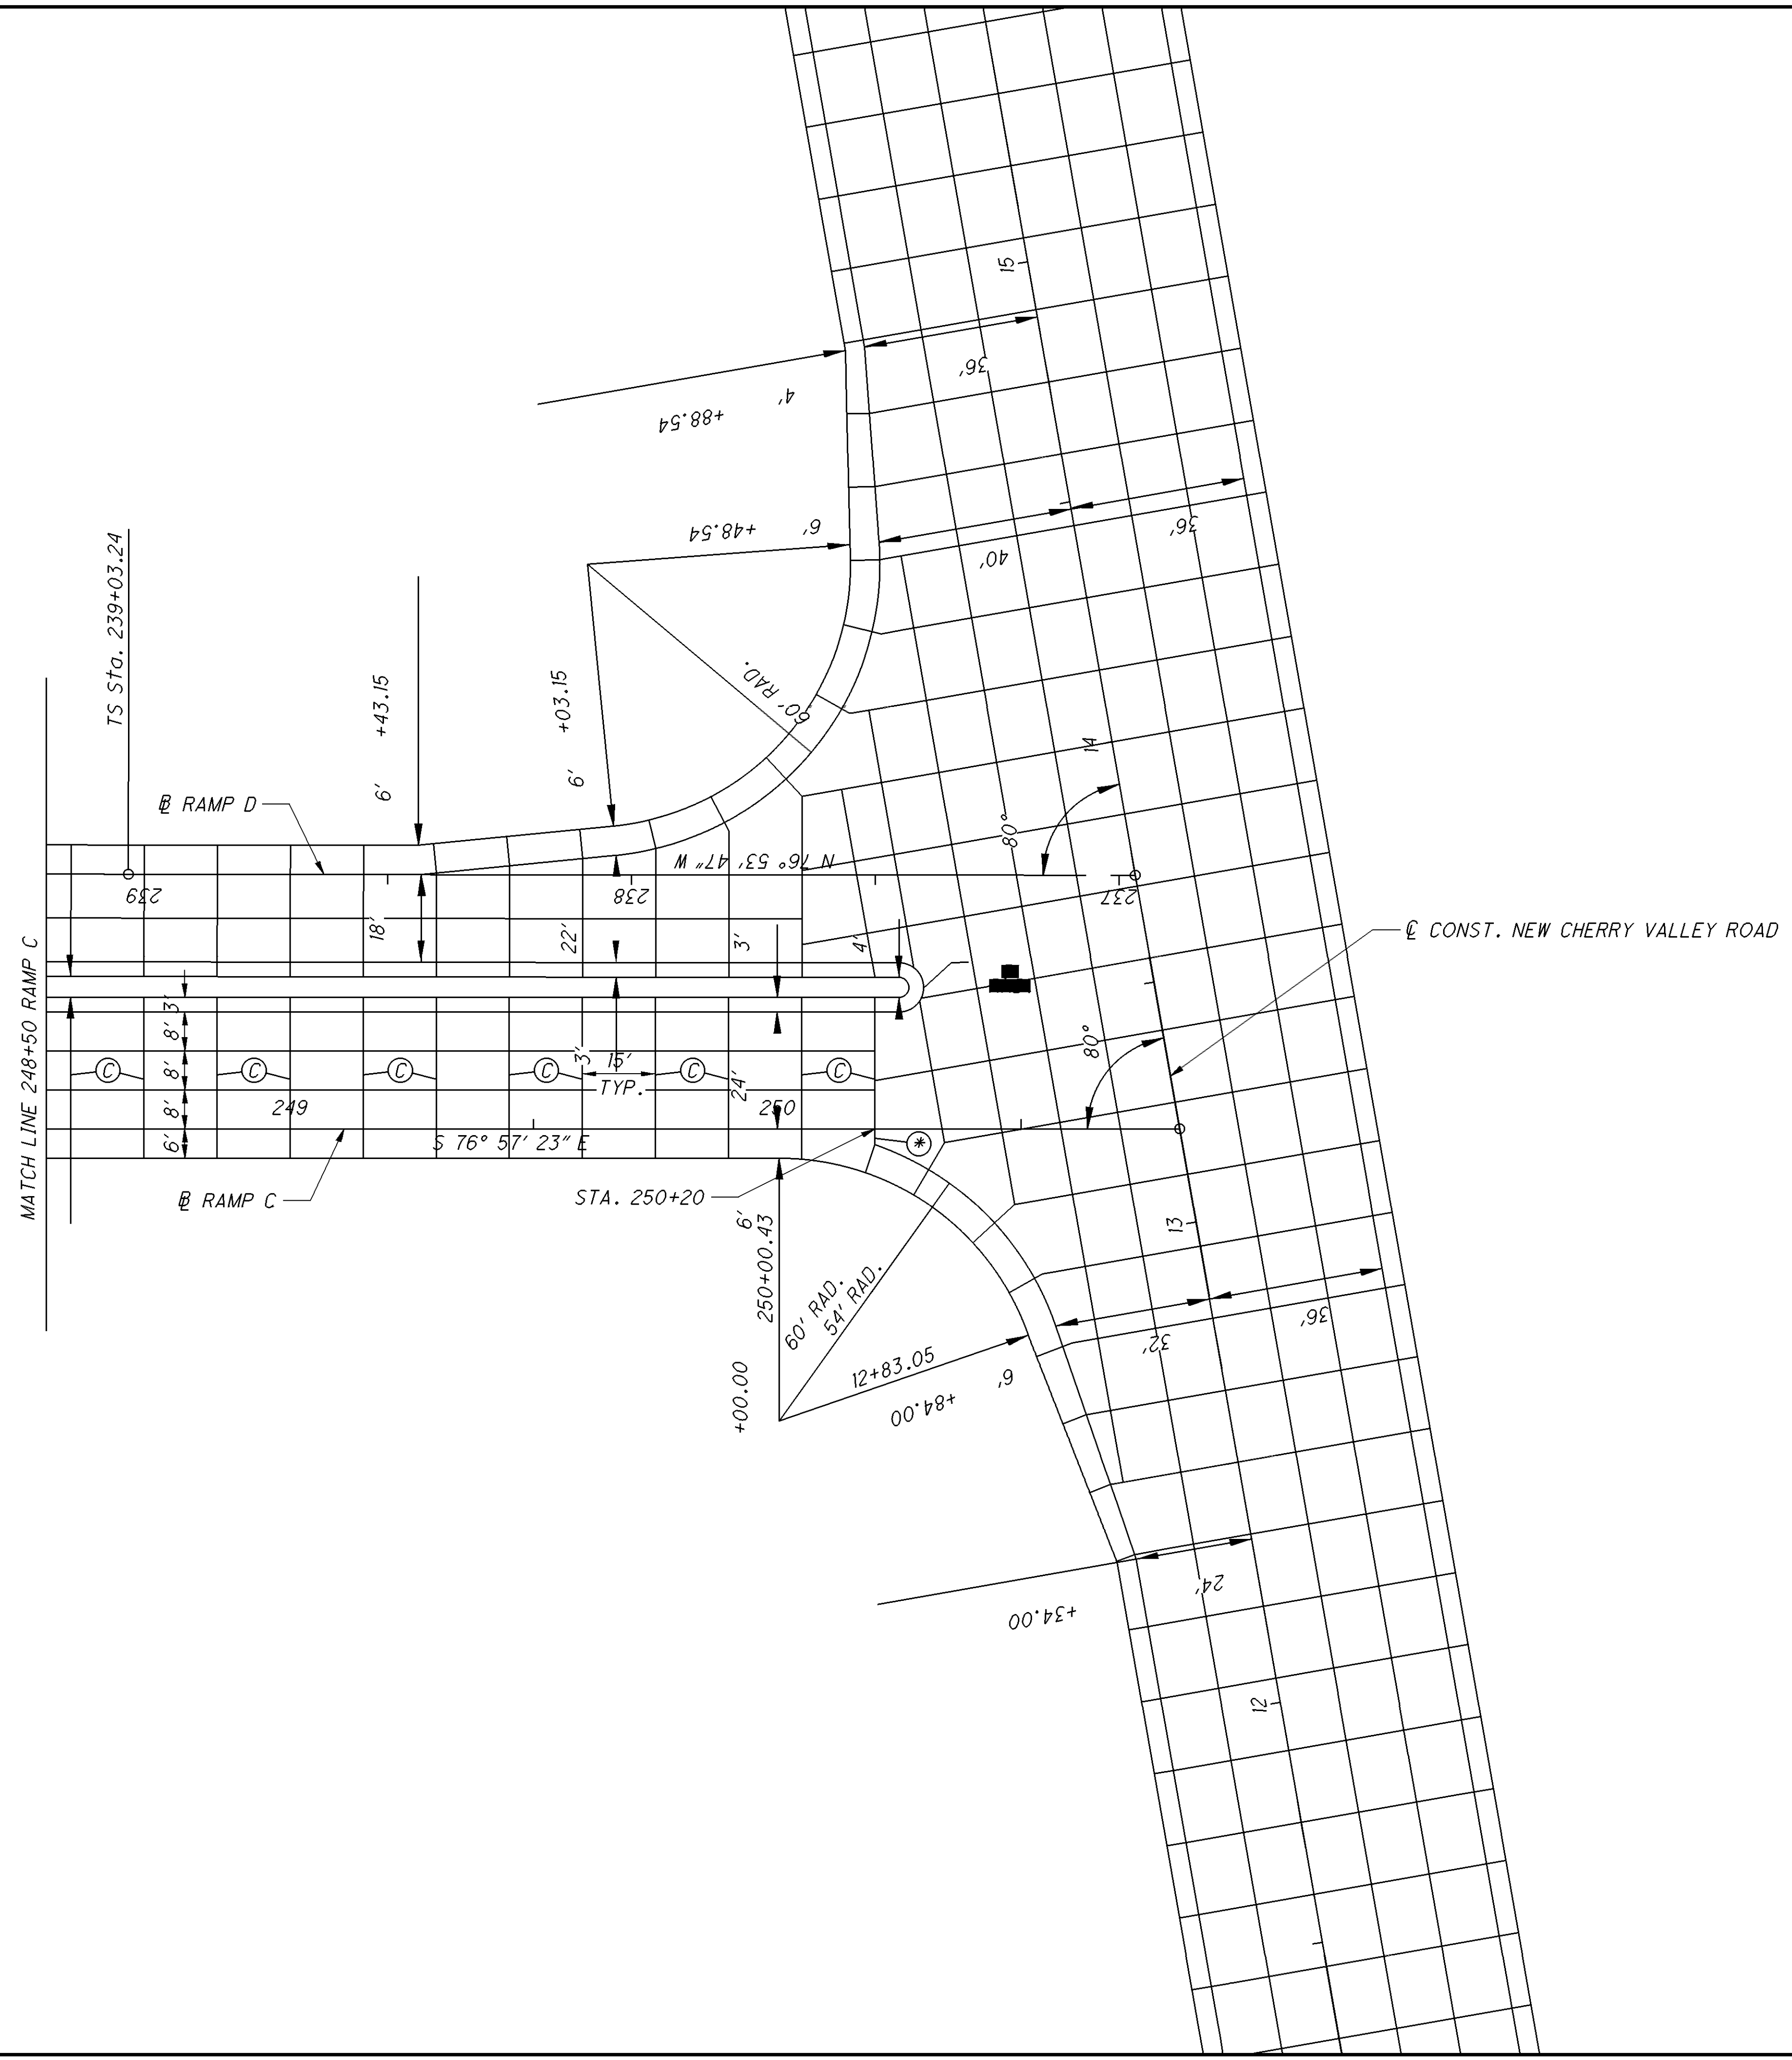 15
36'
4'
+88.54
TS Sta. 239+03.24
+48.54
6'
36'
40'
+43.15
+03.15
60' RAD.
6'
6'
14
℄ RAMP D
80°
N 76° 53' 47" W
239
238
237
18'
22'
3'
4'
℄ CONST. NEW CHERRY VALLEY ROAD
MATCH LINE 248+50 RAMP C
3'
8'
8'
8'
6'
C
C
C
C
C
C
3'
15'
TYP.
24'
80°
249
250
S 76° 57' 23" E
*
℄ RAMP C
STA. 250+20
6'
250+00.43
13
60' RAD.
54' RAD.
36'
32'
12+83.05
6'
+84.00
+00.00
24'
+34.00
12